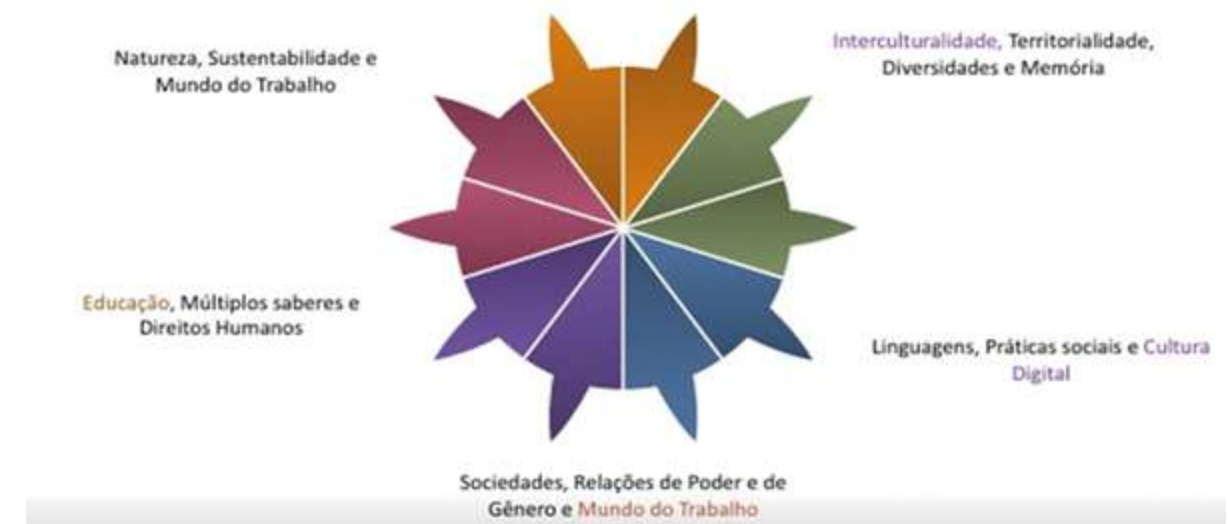 Natureza, Sustentabilidade e
Mundo do Trabalho
Interculturalidade, Territorialidade,
Diversidades e Memória
Educação, Múltiplos saberes e
Direitos Humanos
Linguagens, Práticas sociais e Cultura
Digital
Sociedades, Relações de Poder e de
Gênero e Mundo do Trabalho